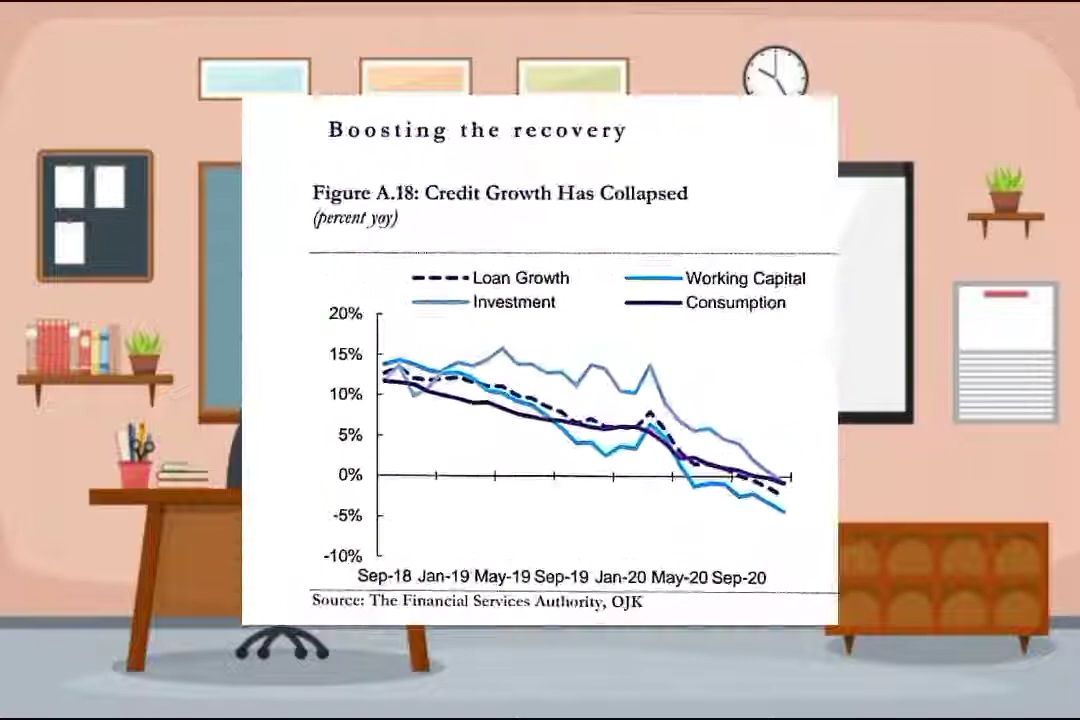 Boosting the recovery
Figure A.18: Credit Growth Has Collapsed
(percent yoy)
Loan Growth
Working Capital
Investment
Consumption
20%
15%
10%
5%
0%
-5%
-10%
Sep-18 Jan-19 May-19 Sep-19 Jan-20 May-20 Sep-20
Source: The Financial Services Authority, OJK